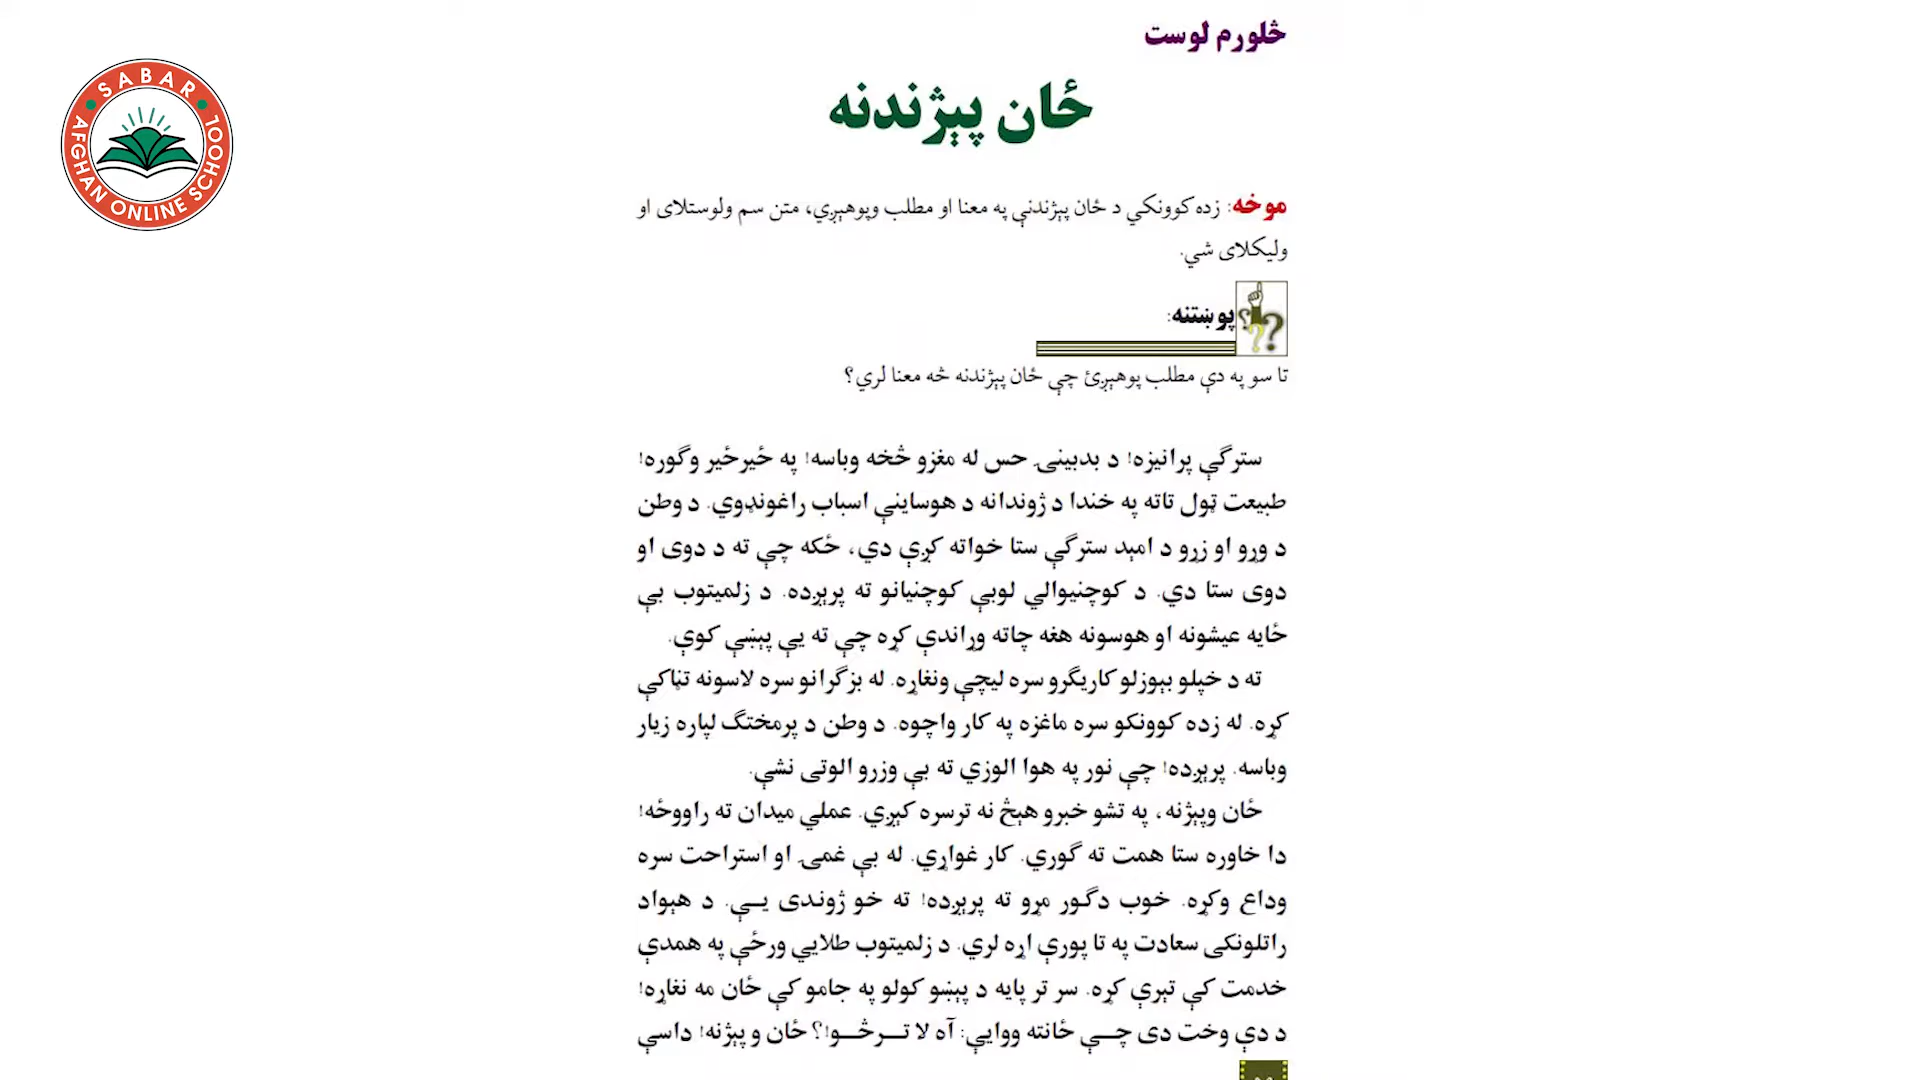 SABAR
AFGHAN ONLINE SCHOOL
څلورم لوست
ځان پېژندنه
موخه: زده کوونکي د ځان پېژندنې په معنا او مطلب وپوهېږي، متن سم ولوستلای او
ولیکلای شي.
پوښتنه:
تا سو په دې مطلب پوهېږئ چې ځان پېژندنه څه معنا لري؟
سترګې پرانیزه! د بدبینۍ حس له مغزو څخه وباسه! په ځیرځیر وګوره!
طبیعت ټول تاته په خندا د ژوندانه د هوساینې اسباب راغونډوي. د وطن
د وړو او زړو د امېد سترګې ستا خواته کږې دي، ځکه چې ته د دوی او
دوی ستا دي. د کوچنیوالي لوبې کوچنیانو ته پرېږده. د زلمیتوب بې
ځایه عیشونه او هوسونه هغه چاته وړاندې کړه چې ته یې پېښې کوې.
ته د خپلو بېوزلو کاریګرو سره لیچې ونغاړه. له بزګرانو سره لاسونه تڼاکې
کړه. له زده کوونکو سره ماغزه په کار واچوه. د وطن د پرمختګ لپاره زیار
وباسه. پرېږده! چې نور په هوا الوزي ته بې وزرو الوتی نشې.
ځان وپېژنه، په تشو خبرو هېڅ نه ترسره کېږي. عملي میدان ته راووځه!
دا خاوره ستا همت ته ګوري. کار غواړي. له بې غمۍ او استراحت سره
وداع وکړه. خوب دګور مړو ته پرېږده! ته خو ژوندی یـې. د هېواد
راتلونکی سعادت په تا پورې اړه لري. د زلمیتوب طلایي ورځې په همدې
خدمت کې تېرې کړه. سر تر پایه د پېښو کولو په جامو کې ځان مه نغاړه!
د دې وخت دی چـې ځانته ووایې: آه لا تـرڅـو!؟ ځان و پېژنه! داسې